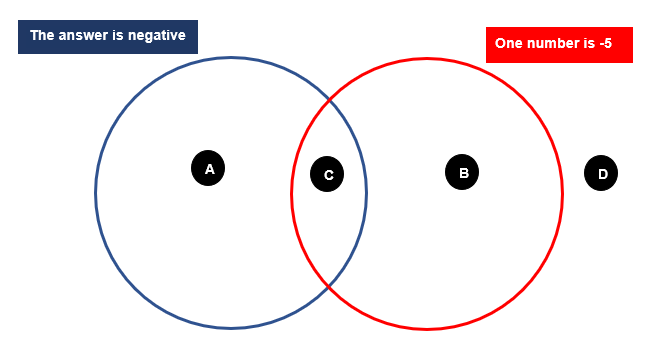 The answer is negative
One number is -5
A
C
B
D